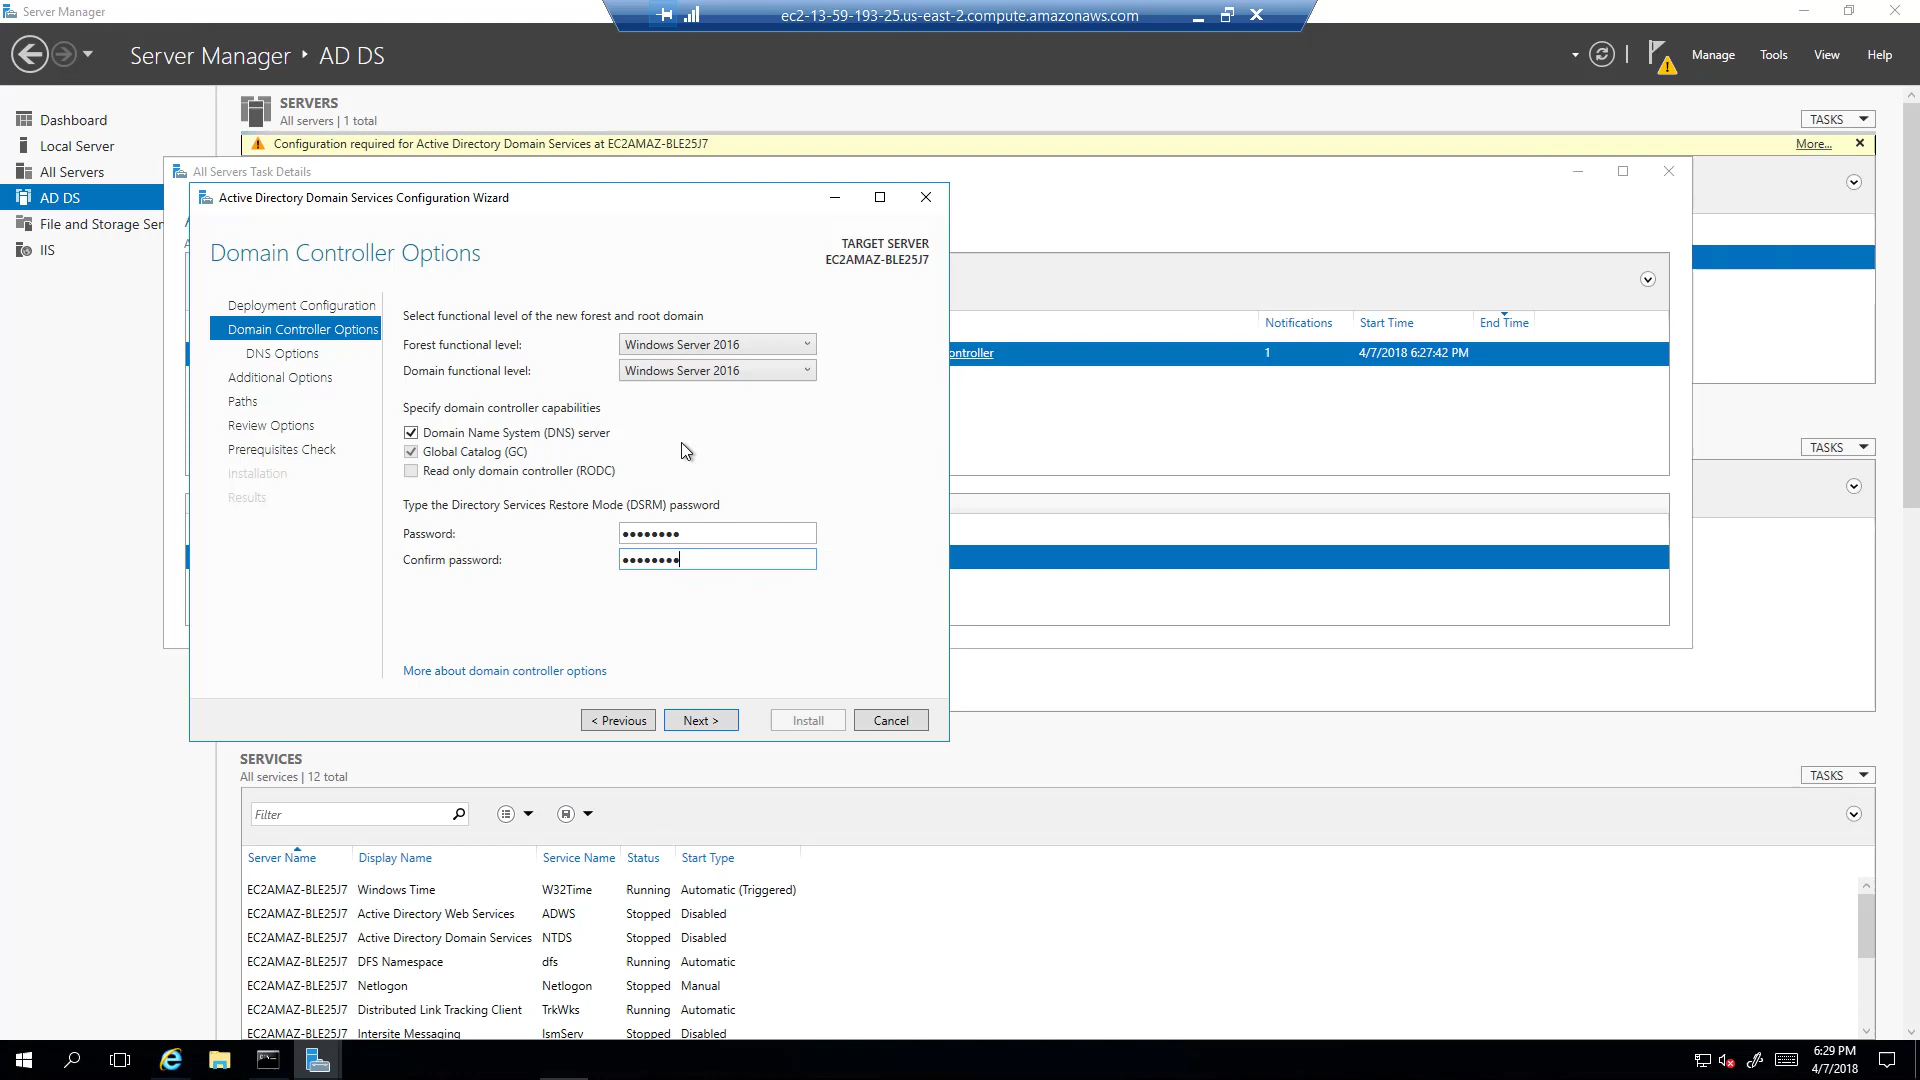 Server Manager
ec2-13-59-193-25.us-east-2.compute.amazonaws.com
Server Manager ‣ AD DS
Manage Tools View Help
Dashboard
Local Server
All Servers
AD DS
File and Storage Ser
IIS
SERVERS
All servers | 1 total
TASKS
Configuration required for Active Directory Domain Services at EC2AMAZ-BLE25J7
More...
All Servers Task Details
Active Directory Domain Services Configuration Wizard
Domain Controller Options
TARGET SERVER
EC2AMAZ-BLE25J7
Deployment Configuration
Domain Controller Options
DNS Options
Additional Options
Paths
Review Options
Prerequisites Check
Installation
Results
Select functional level of the new forest and root domain
Forest functional level: Windows Server 2016
Domain functional level: Windows Server 2016
Specify domain controller capabilities
Domain Name System (DNS) server
Global Catalog (GC)
Read only domain controller (RODC)
Type the Directory Services Restore Mode (DSRM) password
Password: ●●●●●●●●
Confirm password: ●●●●●●●●
More about domain controller options
< Previous Next > Install Cancel
Notifications Start Time End Time
ontroller 1 4/7/2018 6:27:42 PM
TASKS
SERVICES
All services | 12 total
TASKS
Filter
Server Name Display Name Service Name Status Start Type
EC2AMAZ-BLE25J7 Windows Time W32Time Running Automatic (Triggered)
EC2AMAZ-BLE25J7 Active Directory Web Services ADWS Stopped Disabled
EC2AMAZ-BLE25J7 Active Directory Domain Services NTDS Stopped Disabled
EC2AMAZ-BLE25J7 DFS Namespace dfs Running Automatic
EC2AMAZ-BLE25J7 Netlogon Netlogon Stopped Manual
EC2AMAZ-BLE25J7 Distributed Link Tracking Client TrkWks Running Automatic
EC2AMAZ-BLE25J7 Intersite Messaging IsmServ Stopped Disabled
6:29 PM
4/7/2018